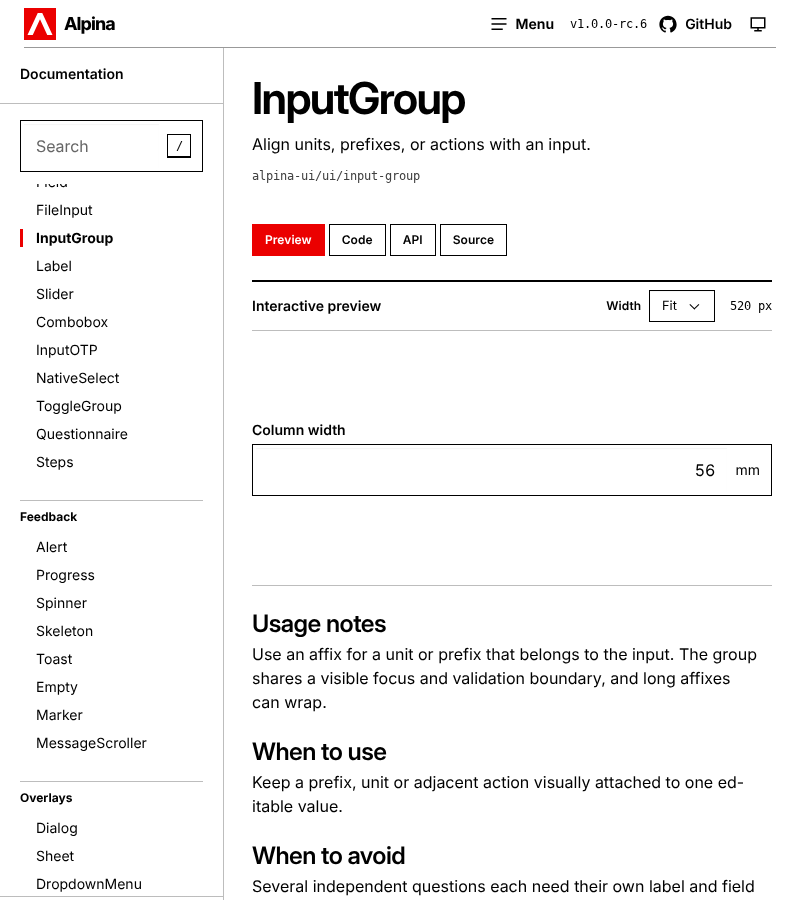 Alpina
Menu
v1.0.0-rc.6
GitHub
Documentation
Search
/
Field
FileInput
InputGroup
Label
Slider
Combobox
InputOTP
NativeSelect
ToggleGroup
Questionnaire
Steps
Feedback
Alert
Progress
Spinner
Skeleton
Toast
Empty
Marker
MessageScroller
Overlays
Dialog
Sheet
DropdownMenu
InputGroup
Align units, prefixes, or actions with an input.
alpina-ui/ui/input-group
Preview
Code
API
Source
Interactive preview
Width
Fit
520 px
Column width
56
mm
Usage notes
Use an affix for a unit or prefix that belongs to the input. The group
shares a visible focus and validation boundary, and long affixes
can wrap.
When to use
Keep a prefix, unit or adjacent action visually attached to one ed-
itable value.
When to avoid
Several independent questions each need their own label and field